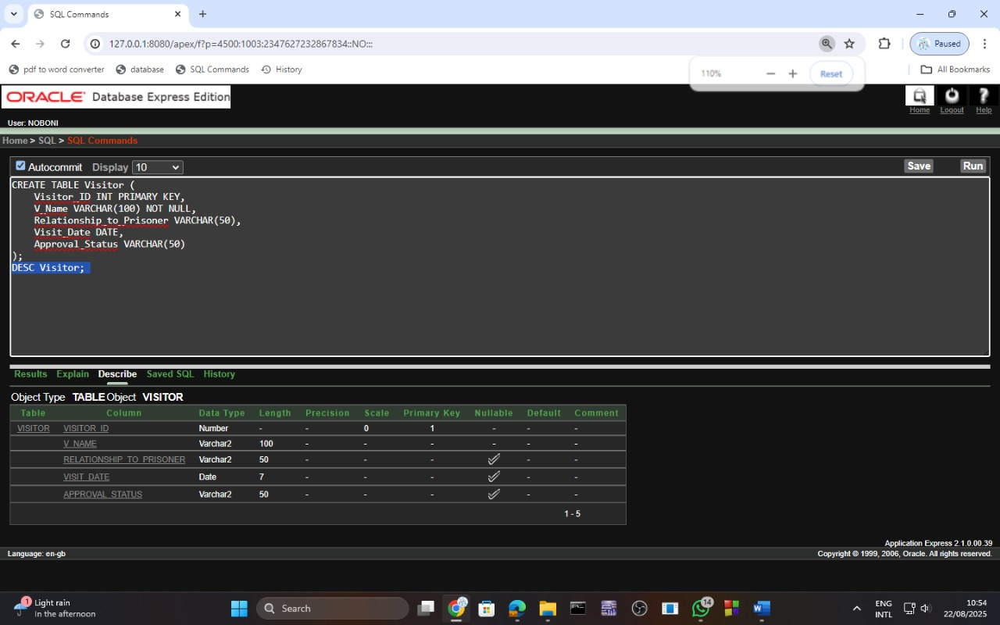 SQL Commands
127.0.0.1:8080/apex/f?p=4500:1003:2347627232867834::NO:::
Paused
pdf to word converter database SQL Commands History
All Bookmarks
110% Reset
ORACLE Database Express Edition
Home Logout Help
User: NOBONI
Home > SQL > SQL Commands
Autocommit Display 10 Save Run
CREATE TABLE Visitor (
    Visitor_ID INT PRIMARY KEY,
    V_Name VARCHAR(100) NOT NULL,
    Relationship_to_Prisoner VARCHAR(50),
    Visit_Date DATE,
    Approval_Status VARCHAR(50)
);
DESC Visitor;
Results Explain Describe Saved SQL History
Object Type TABLE Object VISITOR
Table Column Data Type Length Precision Scale Primary Key Nullable Default Comment
VISITOR VISITOR_ID Number - - 0 1 - - -
V_NAME Varchar2 100 - - - - - -
RELATIONSHIP_TO_PRISONER Varchar2 50 - - - - -
VISIT_DATE Date 7 - - - - -
APPROVAL_STATUS Varchar2 50 - - - - -
1 - 5
Application Express 2.1.0.00.39
Language: en-gb Copyright © 1999, 2006, Oracle. All rights reserved.
1 Light rain
In the afternoon
Search
14
ENG
INTL
10:54
22/08/2025